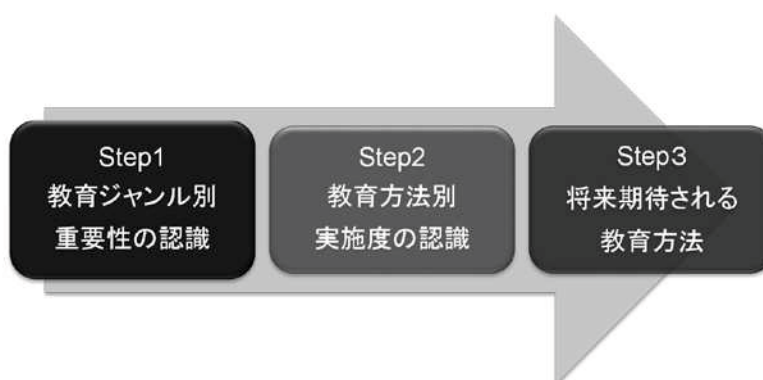 Step1
教育ジャンル別
重要性の認識
Step2
教育方法別
実施度の認識
Step3
将来期待される
教育方法